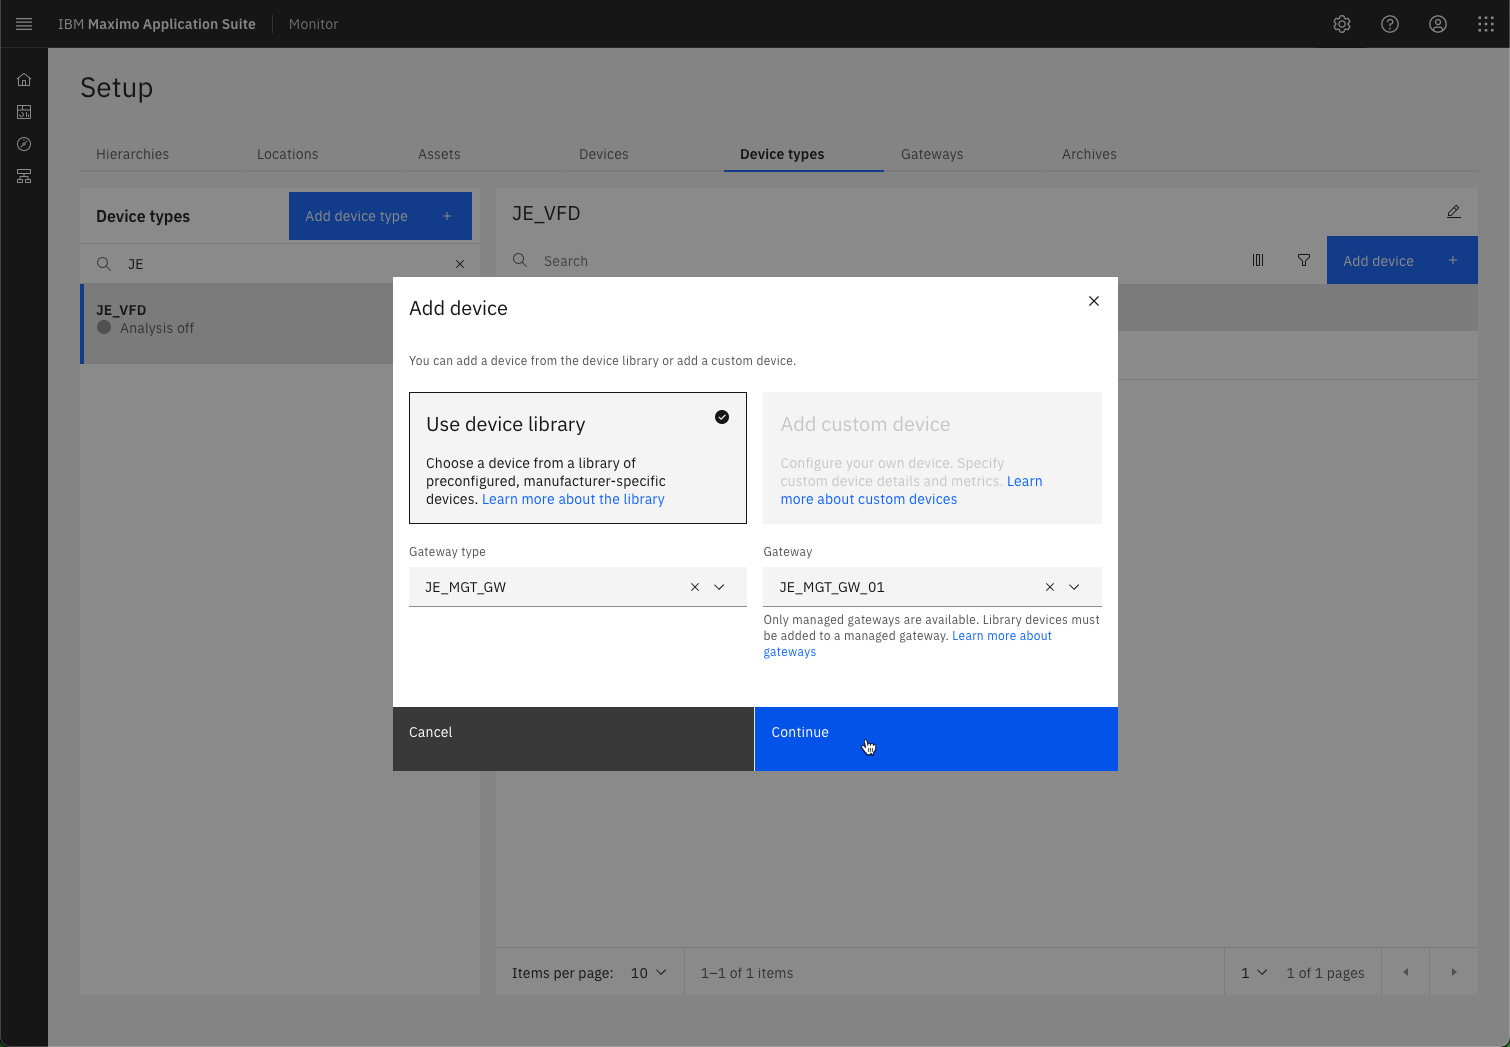 IBM Maximo Application Suite
Monitor
Setup
Hierarchies
Locations
Assets
Devices
Device types
Gateways
Archives
Device types
Add device type +
JE
JE_VFD
Analysis off
JE_VFD
Search
Add device +
Add device
You can add a device from the device library or add a custom device.
Use device library
Choose a device from a library of
preconfigured, manufacturer-specific
devices. Learn more about the library
Add custom device
Configure your own device. Specify
custom device details and metrics. Learn
more about custom devices
Gateway type
JE_MGT_GW
Gateway
JE_MGT_GW_01
Only managed gateways are available. Library devices must
be added to a managed gateway. Learn more about
gateways
Cancel
Continue
Items per page: 10
1–1 of 1 items
1
1 of 1 pages